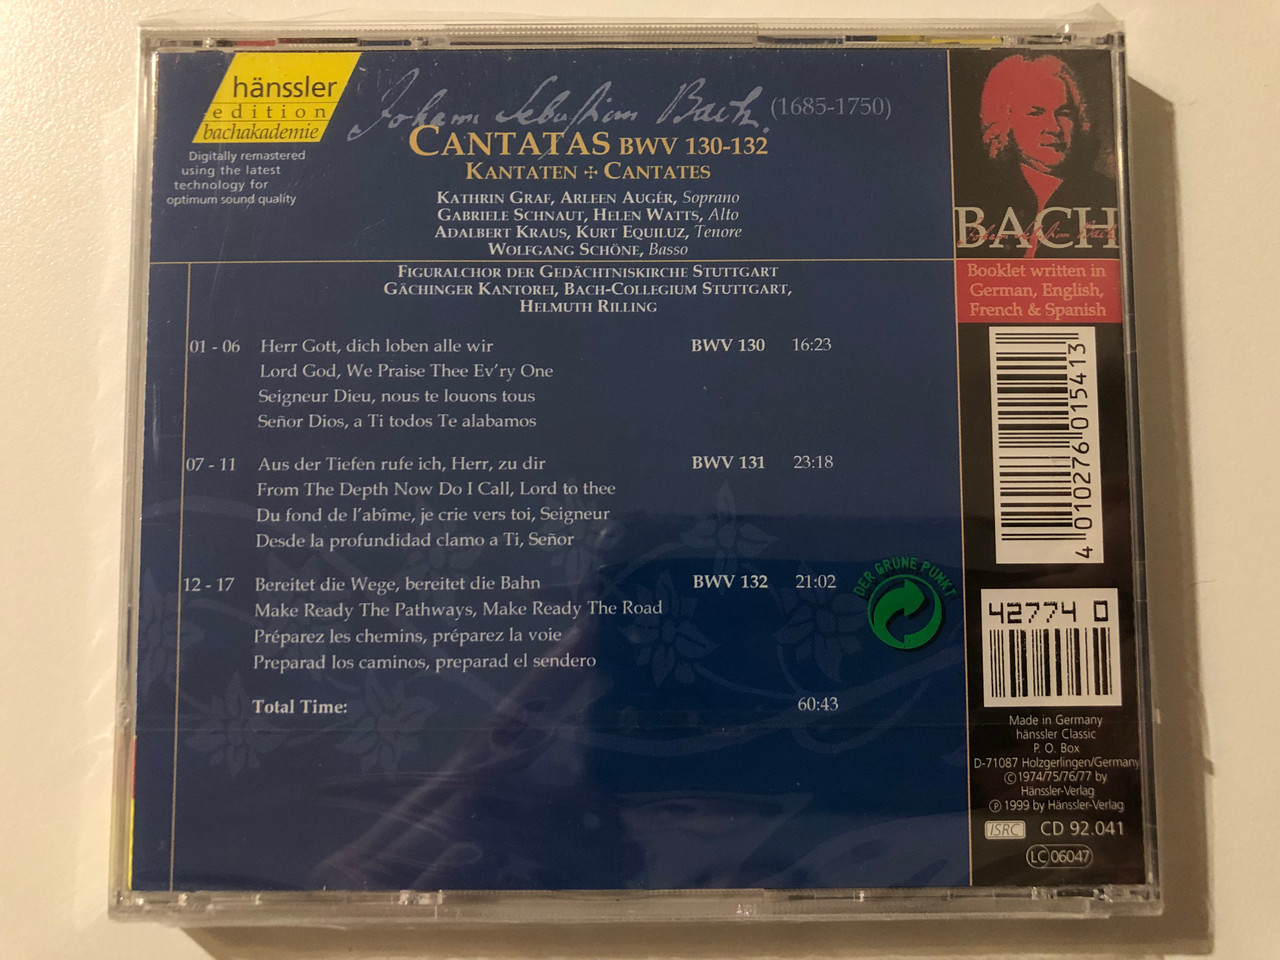 hänssler
edition
bachakademie
Digitally remastered
using the latest
technology for
optimum sound quality
Johann Sebastian Bach. (1685-1750)
CANTATAS BWV 130-132
KANTATEN ✠ CANTATES
KATHRIN GRAF, ARLEEN AUGÉR, Soprano
GABRIELE SCHNAUT, HELEN WATTS, Alto
ADALBERT KRAUS, KURT EQUILUZ, Tenore
WOLFGANG SCHÖNE, Basso
FIGURALCHOR DER GEDÄCHTNISKIRCHE STUTTGART
GÄCHINGER KANTOREI, BACH-COLLEGIUM STUTTGART,
HELMUTH RILLING
01 - 06 Herr Gott, dich loben alle wir BWV 130 16:23
Lord God, We Praise Thee Ev'ry One
Seigneur Dieu, nous te louons tous
Señor Dios, a Ti todos Te alabamos
07 - 11 Aus der Tiefen rufe ich, Herr, zu dir BWV 131 23:18
From The Depth Now Do I Call, Lord to thee
Du fond de l'abîme, je crie vers toi, Seigneur
Desde la profundidad clamo a Ti, Señor
12 - 17 Bereitet die Wege, bereitet die Bahn BWV 132 21:02
Make Ready The Pathways, Make Ready The Road
Préparez les chemins, préparez la voie
Preparad los caminos, preparad el sendero
Total Time: 60:43
DER GRÜNE PUNKT
BACH
Johann Sebastian Bach
Booklet written in
German, English,
French & Spanish
4 010276 015413
42774 0
Made in Germany
hänssler Classic
P. O. Box
D-71087 Holzgerlingen/Germany
©1974/75/76/77 by
Hänssler-Verlag
℗ 1999 by Hänssler-Verlag
ISRC CD 92.041
LC 06047